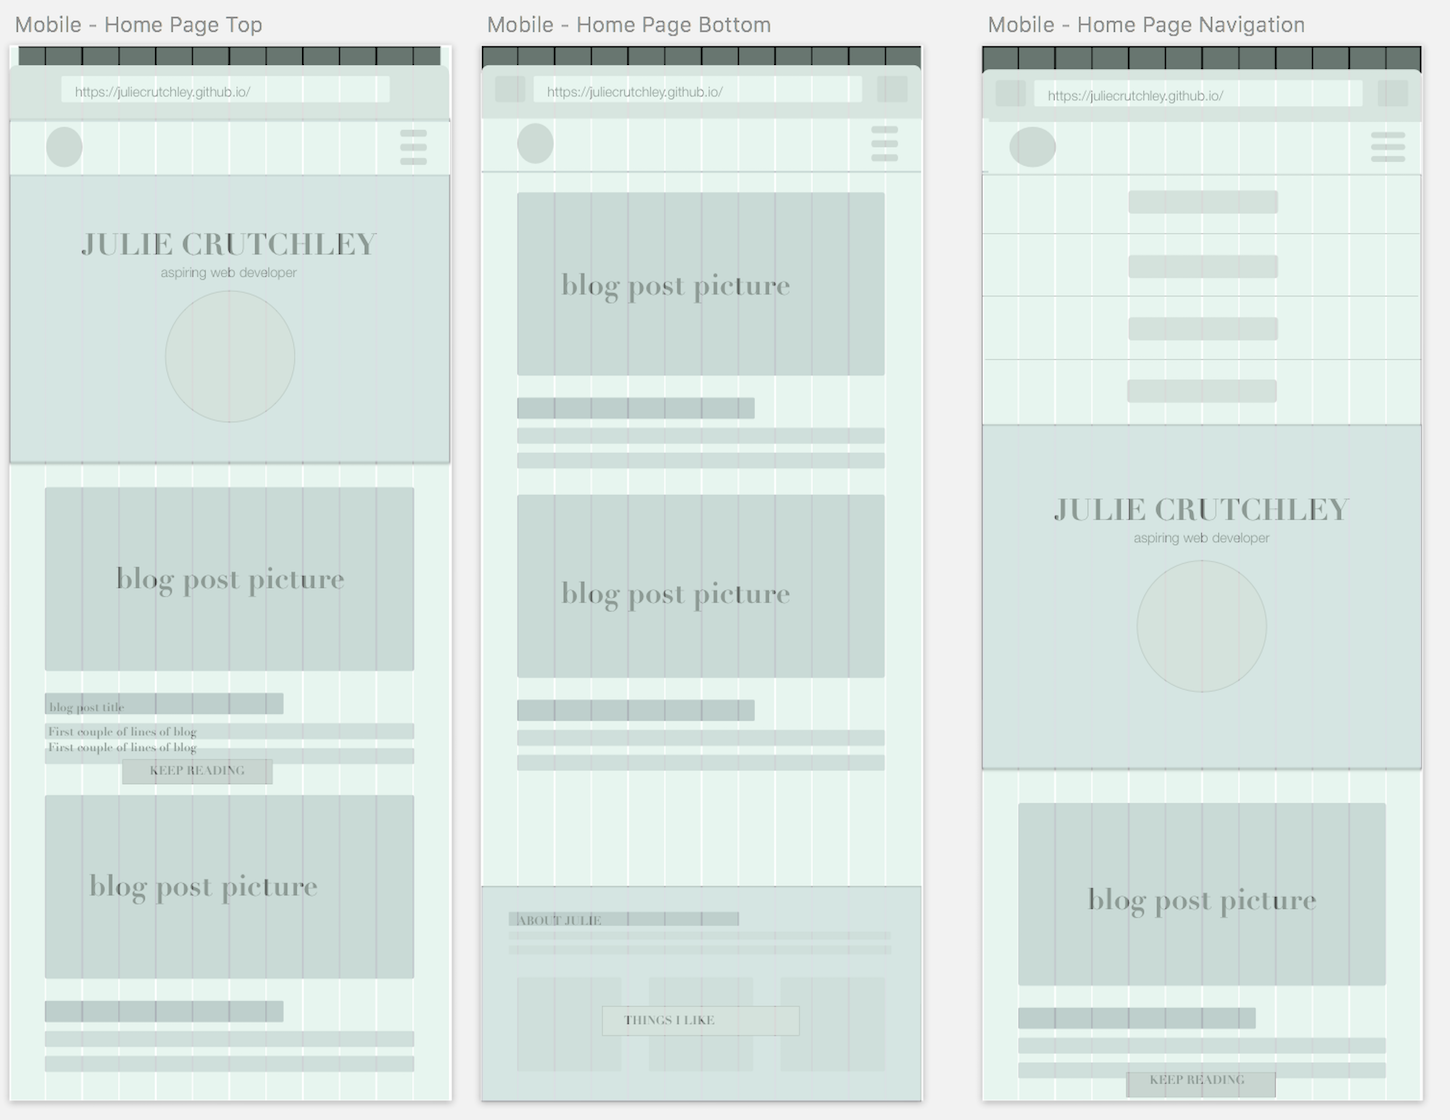 Mobile - Home Page Top
https://juliecrutchley.github.io/
JULIE CRUTCHLEY
aspiring web developer
blog post picture
blog post title
First couple of lines of blog
First couple of lines of blog
KEEP READING
blog post picture
Mobile - Home Page Bottom
https://juliecrutchley.github.io/
blog post picture
blog post picture
ABOUT JULIE
THINGS I LIKE
Mobile - Home Page Navigation
https://juliecrutchley.github.io/
JULIE CRUTCHLEY
aspiring web developer
blog post picture
KEEP READING